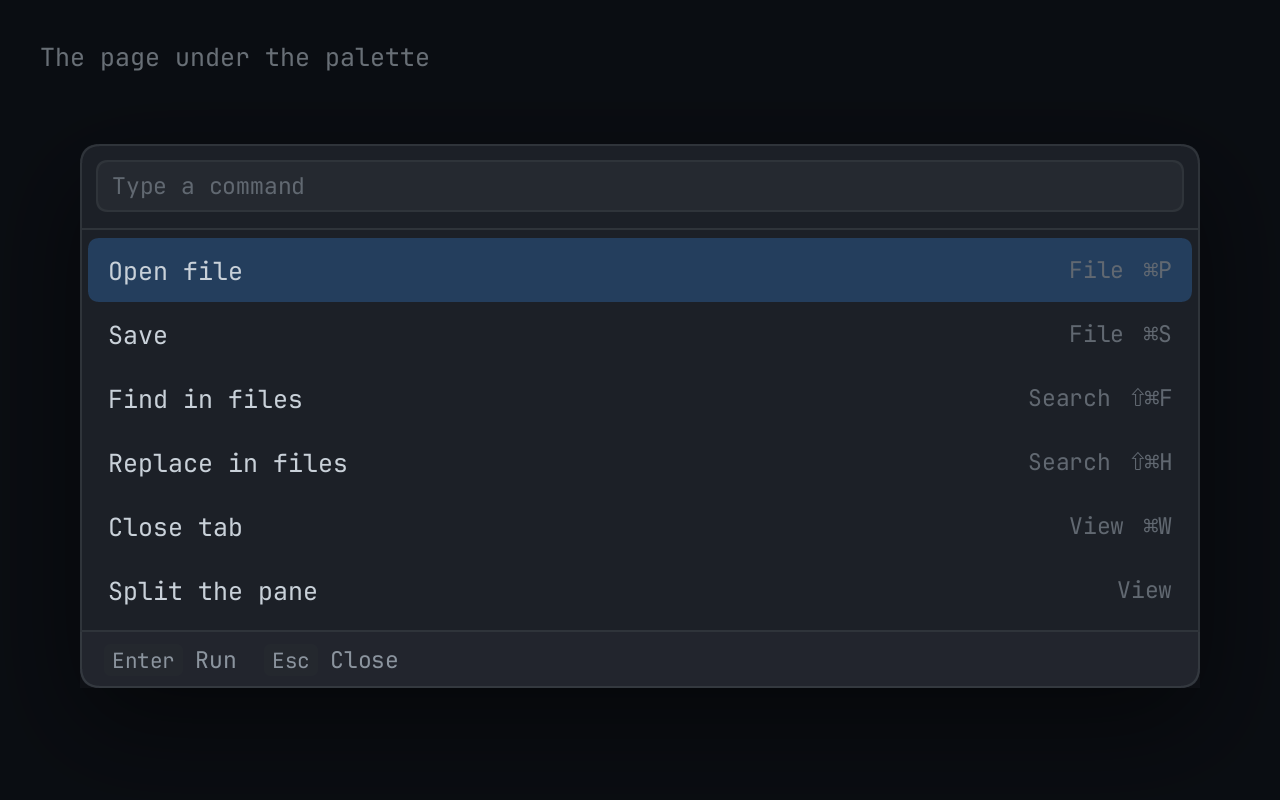 The page under the palette
Type a command
Open file File ⌘P
Save File ⌘S
Find in files Search ⇧⌘F
Replace in files Search ⇧⌘H
Close tab View ⌘W
Split the pane View
Enter Run Esc Close